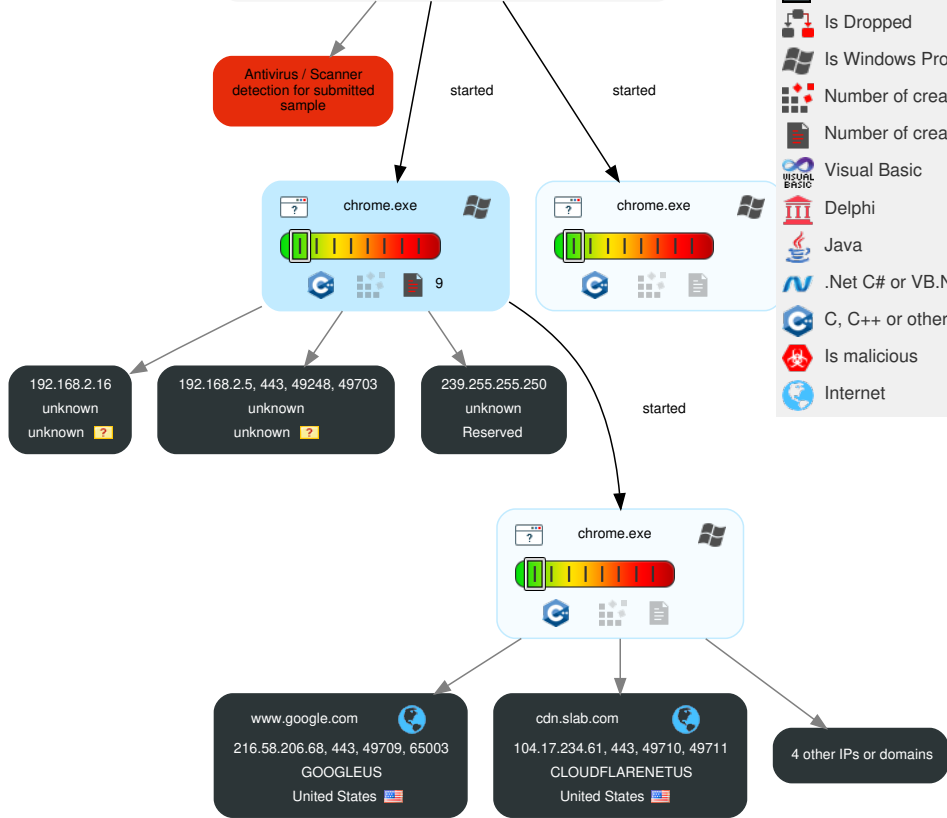 Antivirus / Scanner
detection for submitted
sample
started
started
chrome.exe
9
chrome.exe
192.168.2.16
unknown
unknown
192.168.2.5, 443, 49248, 49703
unknown
unknown
239.255.255.250
unknown
Reserved
started
chrome.exe
www.google.com
216.58.206.68, 443, 49709, 65003
GOOGLEUS
United States
cdn.slab.com
104.17.234.61, 443, 49710, 49711
CLOUDFLARENETUS
United States
4 other IPs or domains
Is Dropped
Is Windows Pro
Number of crea
Number of crea
VISUAL
BASIC
Visual Basic
Delphi
Java
.Net C# or VB.N
C, C++ or other
Is malicious
Internet